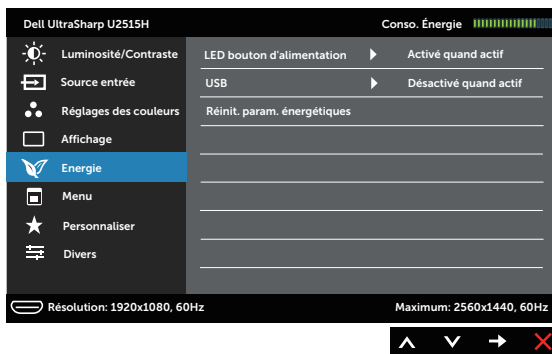 Dell UltraSharp U2515H Conso. Énergie
Luminosité/Contraste LED bouton d'alimentation Activé quand actif
Source entrée USB Désactivé quand actif
Réglages des couleurs Réinit. param. énergétiques
Affichage
Energie
Menu
Personnaliser
Divers
Résolution: 1920x1080, 60Hz Maximum: 2560x1440, 60Hz